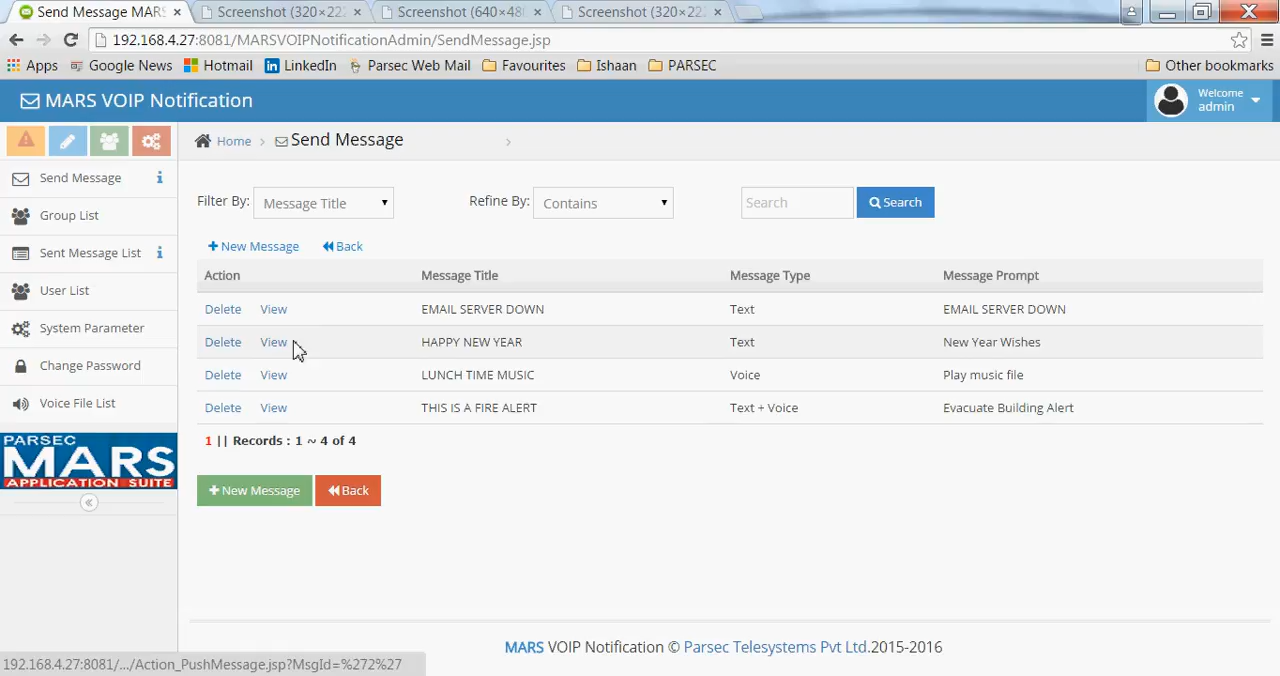 Send Message MARS
Screenshot (320×22
Screenshot (640×48
Screenshot (320×22
192.168.4.27:8081/MARSVOIPNotificationAdmin/SendMessage.jsp
Apps Google News Hotmail LinkedIn Parsec Web Mail Favourites Ishaan PARSEC Other bookmarks
MARS VOIP Notification
Welcome
admin
Home > Send Message >
Send Message
Group List
Sent Message List
User List
System Parameter
Change Password
Voice File List
PARSEC
MARS
APPLICATION SUITE
Filter By: Message Title Refine By: Contains Search Search
+ New Message Back
Action Message Title Message Type Message Prompt
Delete View EMAIL SERVER DOWN Text EMAIL SERVER DOWN
Delete View HAPPY NEW YEAR Text New Year Wishes
Delete View LUNCH TIME MUSIC Voice Play music file
Delete View THIS IS A FIRE ALERT Text + Voice Evacuate Building Alert
1 || Records : 1 ~ 4 of 4
+ New Message Back
MARS VOIP Notification © Parsec Telesystems Pvt Ltd.2015-2016
192.168.4.27:8081/.../Action_PushMessage.jsp?MsgId=%272%27